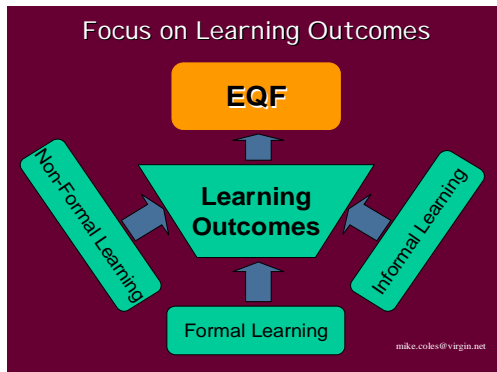 Focus on Learning Outcomes
EQF
Non-Formal Learning
Learning
Outcomes
Informal Learning
Formal Learning
mike.coles@virgin.net